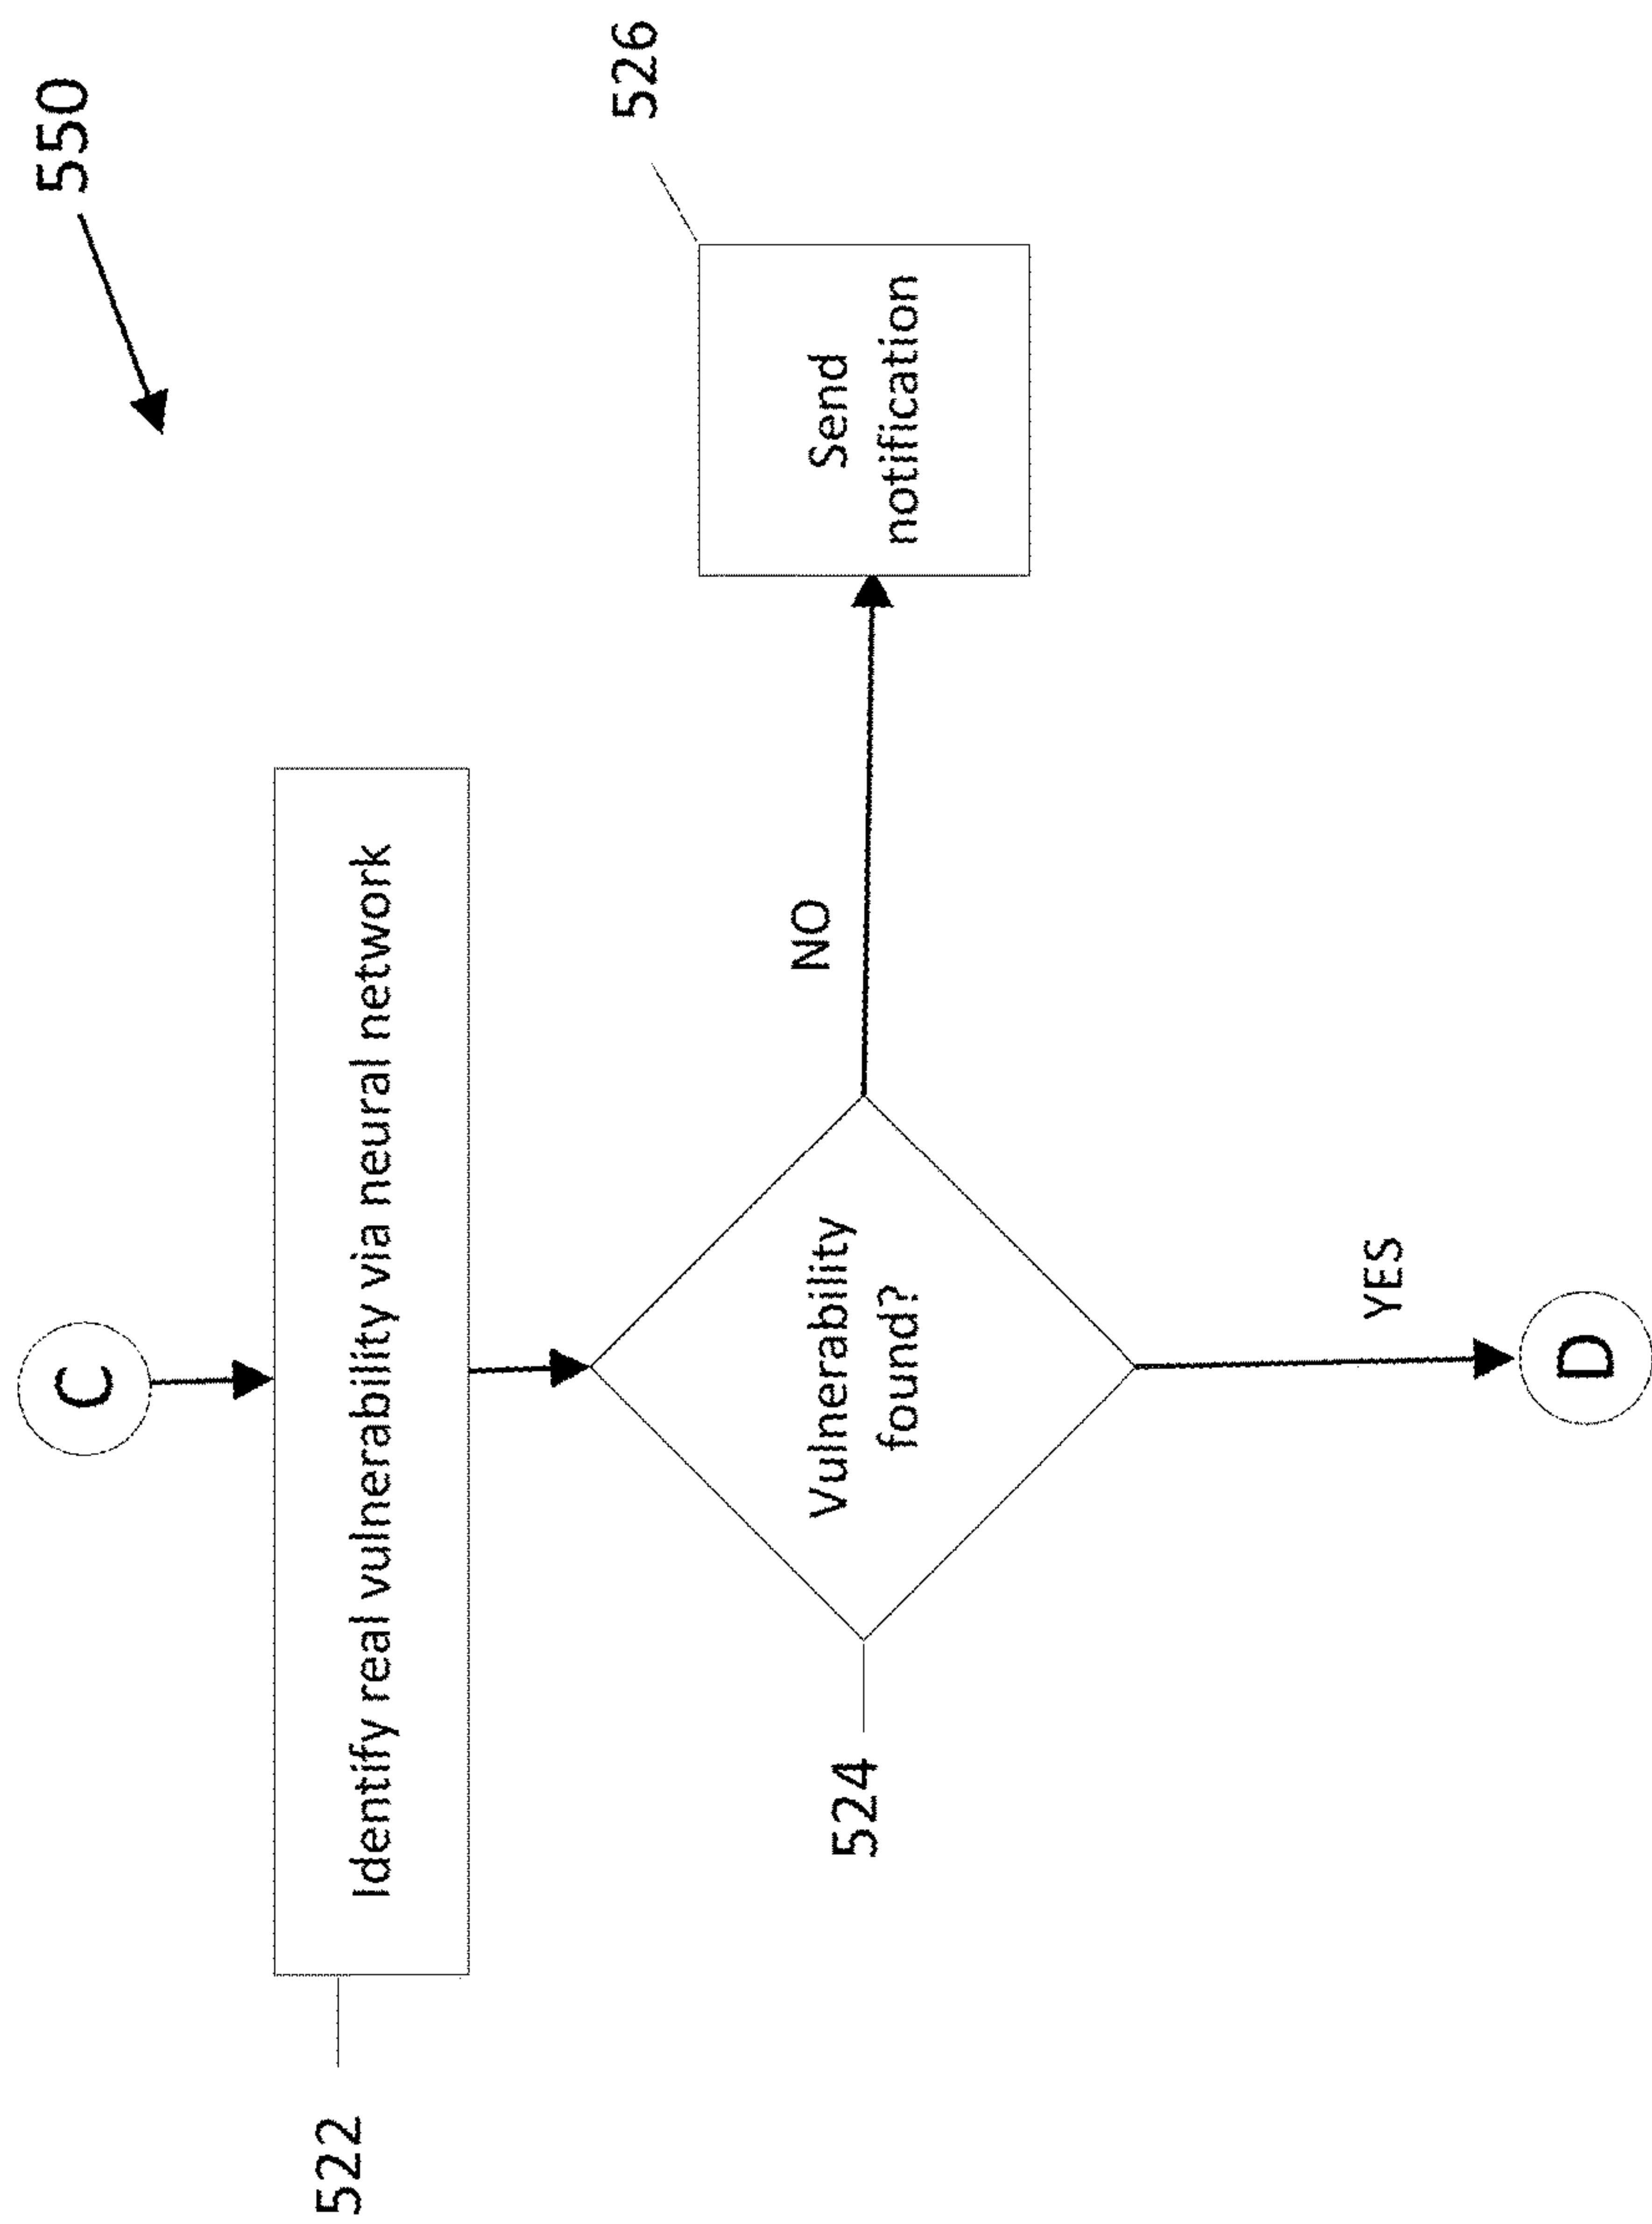 550
C
Identify real vulnerability via neural network
522
Vulnerability
found?
524
NO
Send
notification
526
YES
D